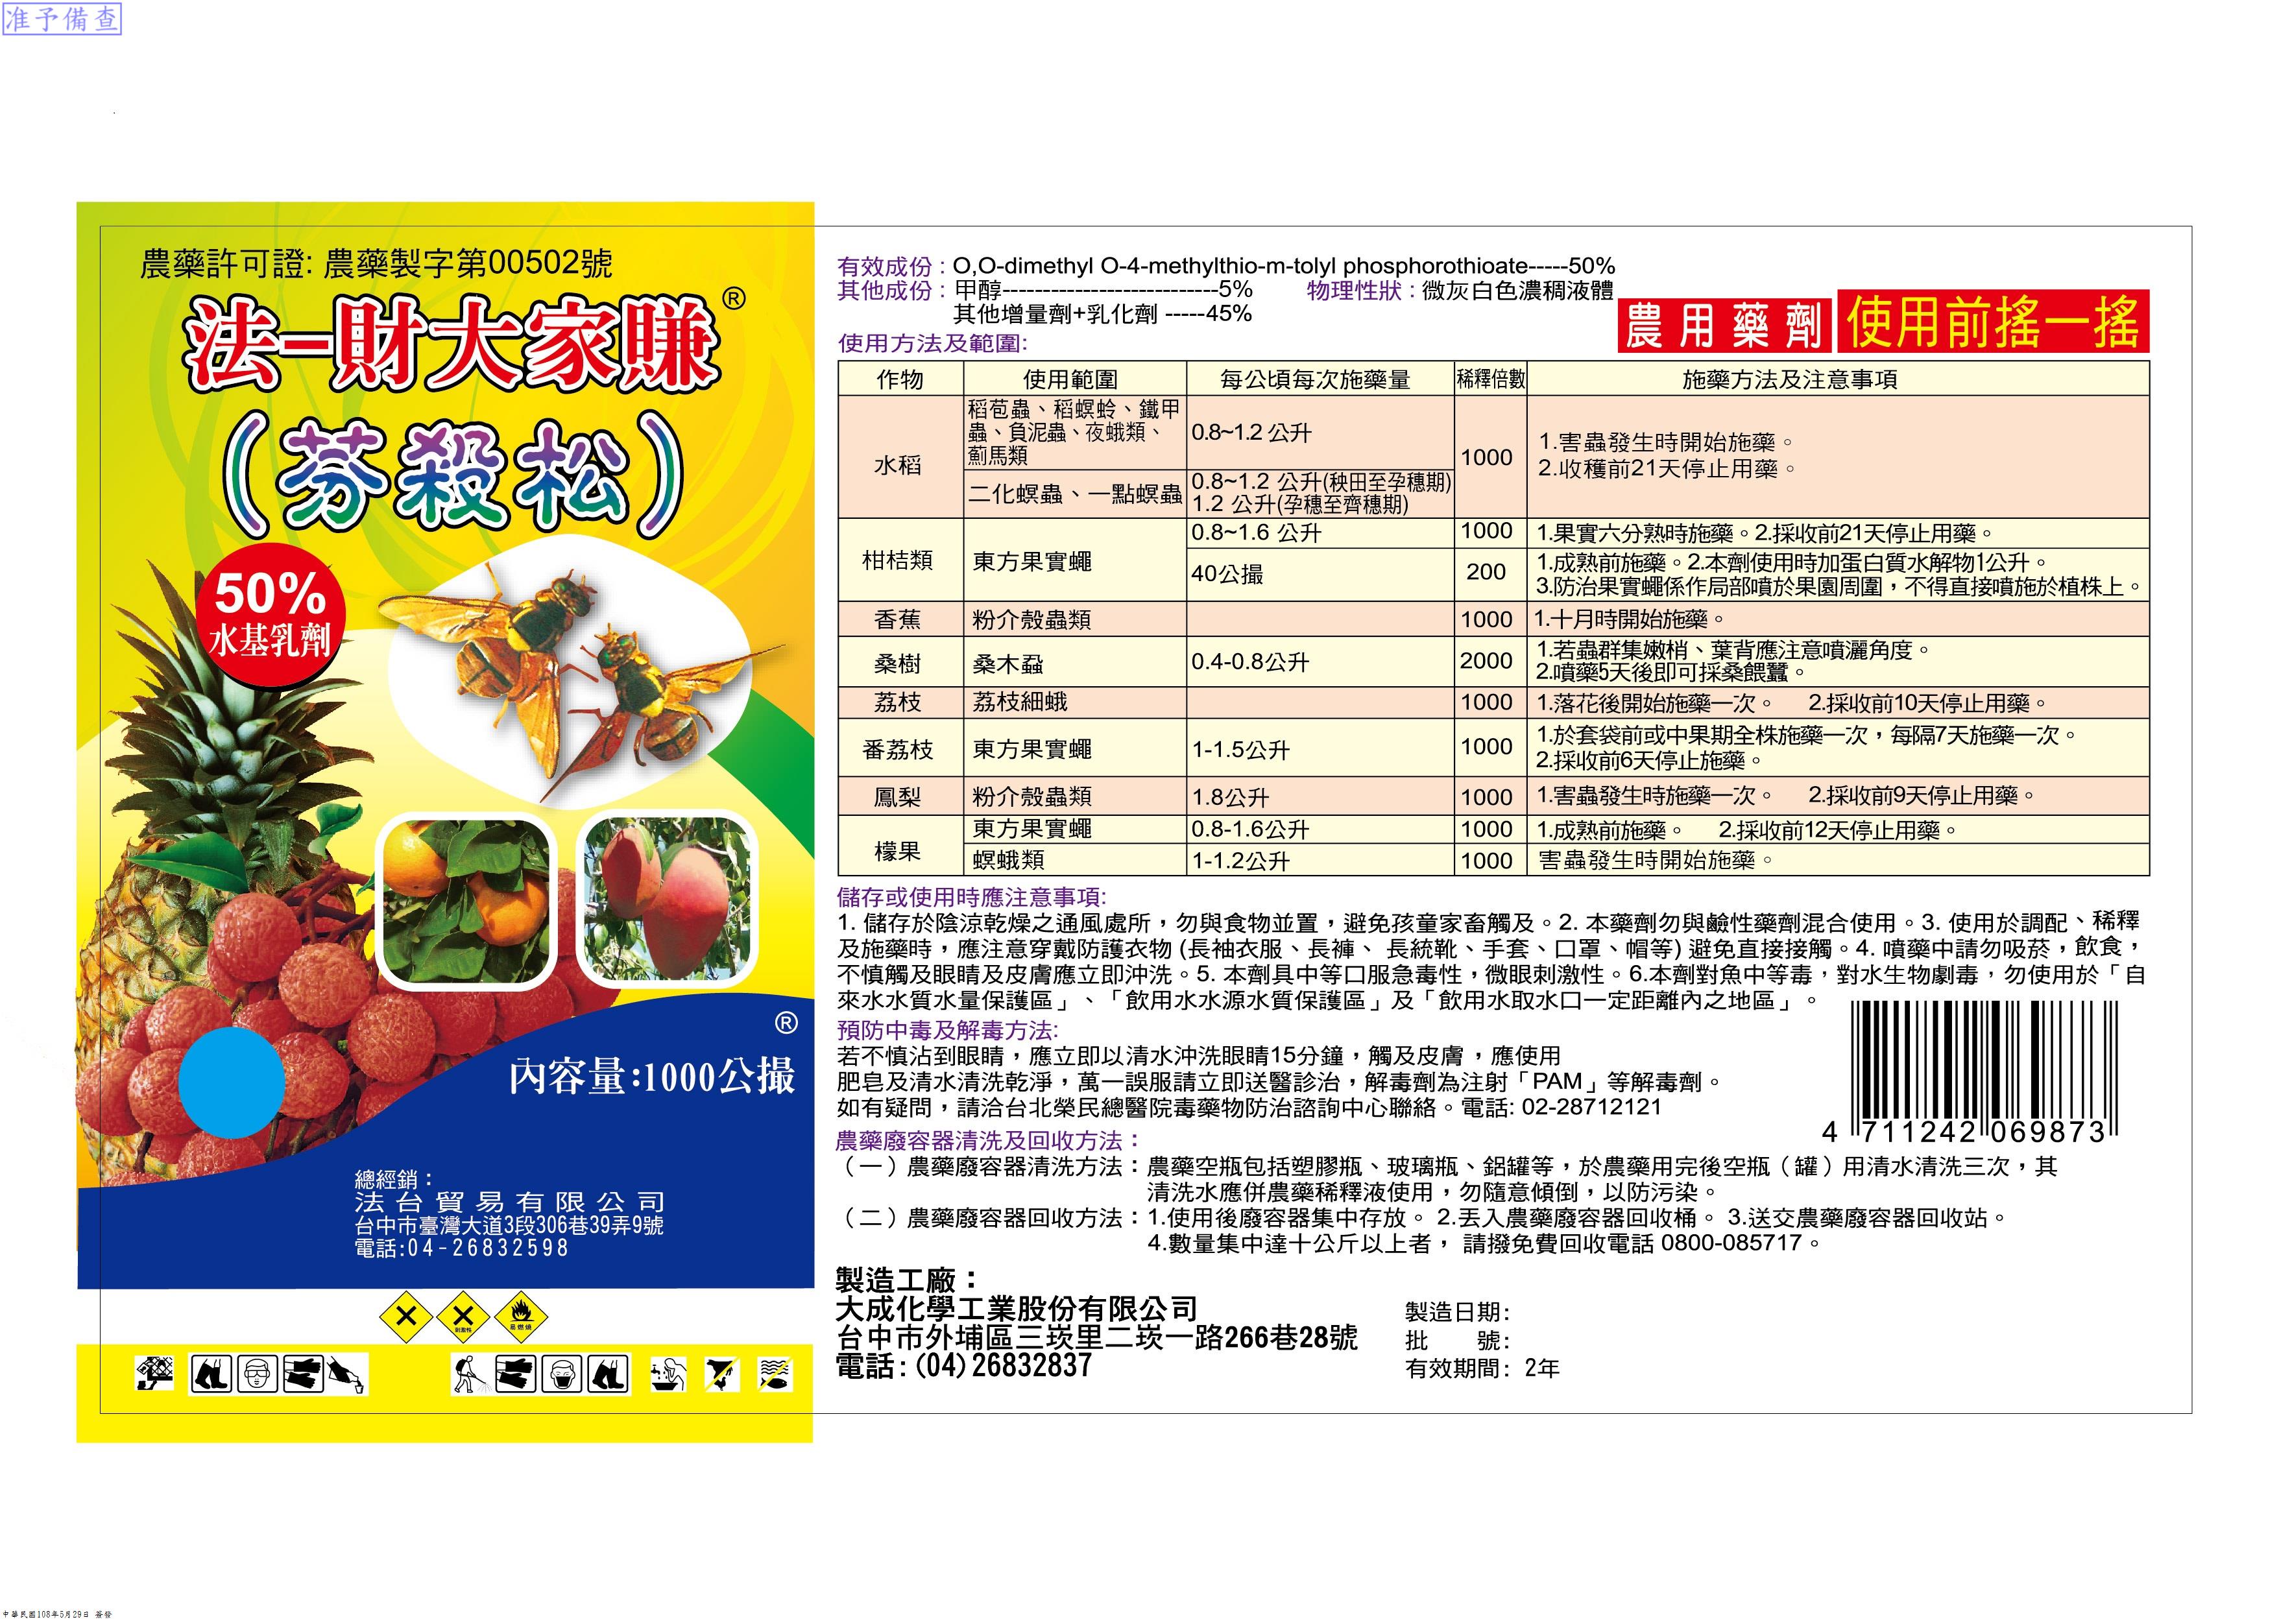 准予備查
農藥許可證: 農藥製字第00502號
法一財大家賺®
(芬殺松)
50%
水基乳劑
®
內容量:1000公撮
總經銷：
法台貿易有限公司
台中市臺灣大道3段306巷39弄9號
電話:04-26832598
刺激性
易燃燒
有效成份 : O,O-dimethyl O-4-methylthio-m-tolyl phosphorothioate-----50%
其他成份 : 甲醇---------------------------5% 物理性狀 : 微灰白色濃稠液體
其他增量劑+乳化劑 -----45%
農用藥劑 使用前搖一搖
使用方法及範圍:
作物 使用範圍 每公頃每次施藥量 稀釋倍數 施藥方法及注意事項
水稻 稻苞蟲、稻螟蛉、鐵甲
蟲、負泥蟲、夜蛾類、
薊馬類 0.8~1.2 公升 1000 1.害蟲發生時開始施藥。
2.收穫前21天停止用藥。
二化螟蟲、一點螟蟲 0.8~1.2 公升(秧田至孕穗期)
1.2 公升(孕穗至齊穗期)
柑桔類 東方果實蠅 0.8~1.6 公升 1000 1.果實六分熟時施藥。2.採收前21天停止用藥。
40公撮 200 1.成熟前施藥。2.本劑使用時加蛋白質水解物1公升。
3.防治果實蠅係作局部噴於果園周圍，不得直接噴施於植株上。
香蕉 粉介殼蟲類 1000 1.十月時開始施藥。
桑樹 桑木蝨 0.4-0.8公升 2000 1.若蟲群集嫩梢、葉背應注意噴灑角度。
2.噴藥5天後即可採桑餵蠶。
荔枝 荔枝細蛾 1000 1.落花後開始施藥一次。 2.採收前10天停止用藥。
番荔枝 東方果實蠅 1-1.5公升 1000 1.於套袋前或中果期全株施藥一次，每隔7天施藥一次。
2.採收前6天停止施藥。
鳳梨 粉介殼蟲類 1.8公升 1000 1.害蟲發生時施藥一次。 2.採收前9天停止用藥。
檬果 東方果實蠅 0.8-1.6公升 1000 1.成熟前施藥。 2.採收前12天停止用藥。
螟蛾類 1-1.2公升 1000 害蟲發生時開始施藥。
儲存或使用時應注意事項:
1. 儲存於陰涼乾燥之通風處所，勿與食物並置，避免孩童家畜觸及。2. 本藥劑勿與鹼性藥劑混合使用。3. 使用於調配、稀釋
及施藥時，應注意穿戴防護衣物 (長袖衣服、長褲、 長統靴、手套、口罩、帽等) 避免直接接觸。4. 噴藥中請勿吸菸，飲食，
不慎觸及眼睛及皮膚應立即沖洗。5. 本劑具中等口服急毒性，微眼刺激性。6.本劑對魚中等毒，對水生物劇毒，勿使用於「自
來水水質水量保護區」、「飲用水水源水質保護區」及「飲用水取水口一定距離內之地區」。
預防中毒及解毒方法:
若不慎沾到眼睛，應立即以清水沖洗眼睛15分鐘，觸及皮膚，應使用
肥皂及清水清洗乾淨，萬一誤服請立即送醫診治，解毒劑為注射「PAM」等解毒劑。
如有疑問，請洽台北榮民總醫院毒藥物防治諮詢中心聯絡。電話: 02-28712121
4 711242 069873
農藥廢容器清洗及回收方法：
（一）農藥廢容器清洗方法：農藥空瓶包括塑膠瓶、玻璃瓶、鋁罐等，於農藥用完後空瓶（罐）用清水清洗三次，其
清洗水應併農藥稀釋液使用，勿隨意傾倒，以防污染。
（二）農藥廢容器回收方法：1.使用後廢容器集中存放。 2.丟入農藥廢容器回收桶。 3.送交農藥廢容器回收站。
4.數量集中達十公斤以上者， 請撥免費回收電話 0800-085717。
製造工廠：
大成化學工業股份有限公司
台中市外埔區三崁里二崁一路266巷28號
電話:(04)26832837
製造日期:
批 號:
有效期間: 2年
中華民國108年5月29日 簽發